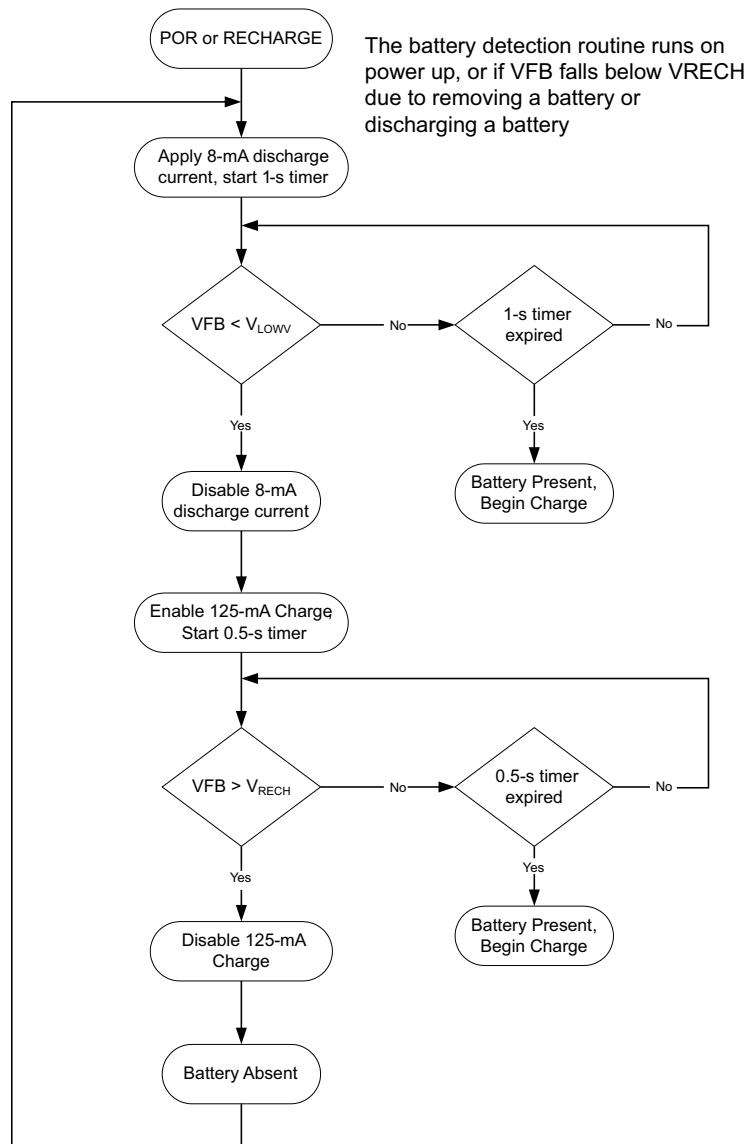 POR or RECHARGE
The battery detection routine runs on
power up, or if VFB falls below VRECH
due to removing a battery or
discharging a battery
Apply 8-mA discharge
current, start 1-s timer
VFB < VLOWV
No
1-s timer
expired
No
Yes
Yes
Disable 8-mA
discharge current
Battery Present,
Begin Charge
Enable 125-mA Charge,
Start 0.5-s timer
VFB > VRECH
No
0.5-s timer
expired
No
Yes
Yes
Disable 125-mA
Charge
Battery Present,
Begin Charge
Battery Absent